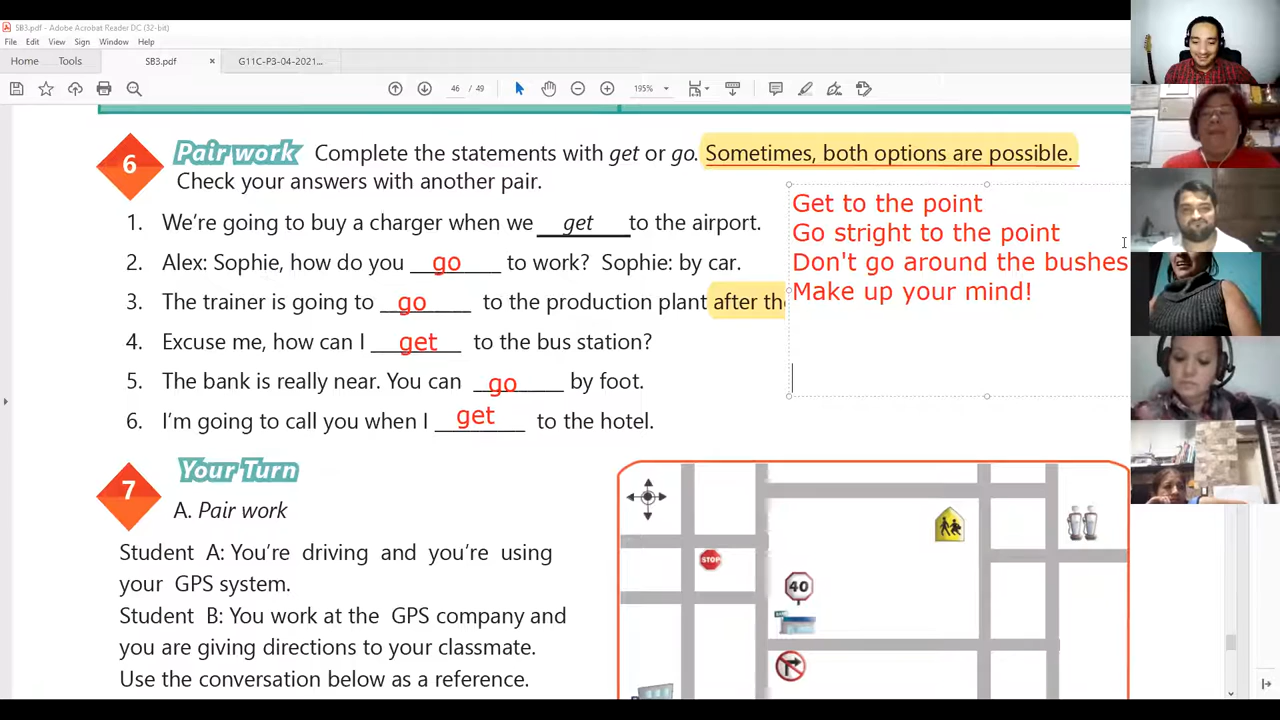 SB3.pdf - Adobe Acrobat Reader DC (32-bit)
File Edit View Sign Window Help
Home Tools SB3.pdf × G11C-P3-04-2021...
46 / 49 195%
6 Pair work Complete the statements with get or go. Sometimes, both options are possible.
Check your answers with another pair.
1. We're going to buy a charger when we get to the airport.
2. Alex: Sophie, how do you go to work? Sophie: by car.
3. The trainer is going to go to the production plant after the
4. Excuse me, how can I get to the bus station?
5. The bank is really near. You can go by foot.
6. I'm going to call you when I get to the hotel.
Get to the point
Go stright to the point
Don't go around the bushes
Make up your mind!
7 Your Turn
A. Pair work
Student A: You're driving and you're using
your GPS system.
Student B: You work at the GPS company and
you are giving directions to your classmate.
Use the conversation below as a reference.
STOP
40